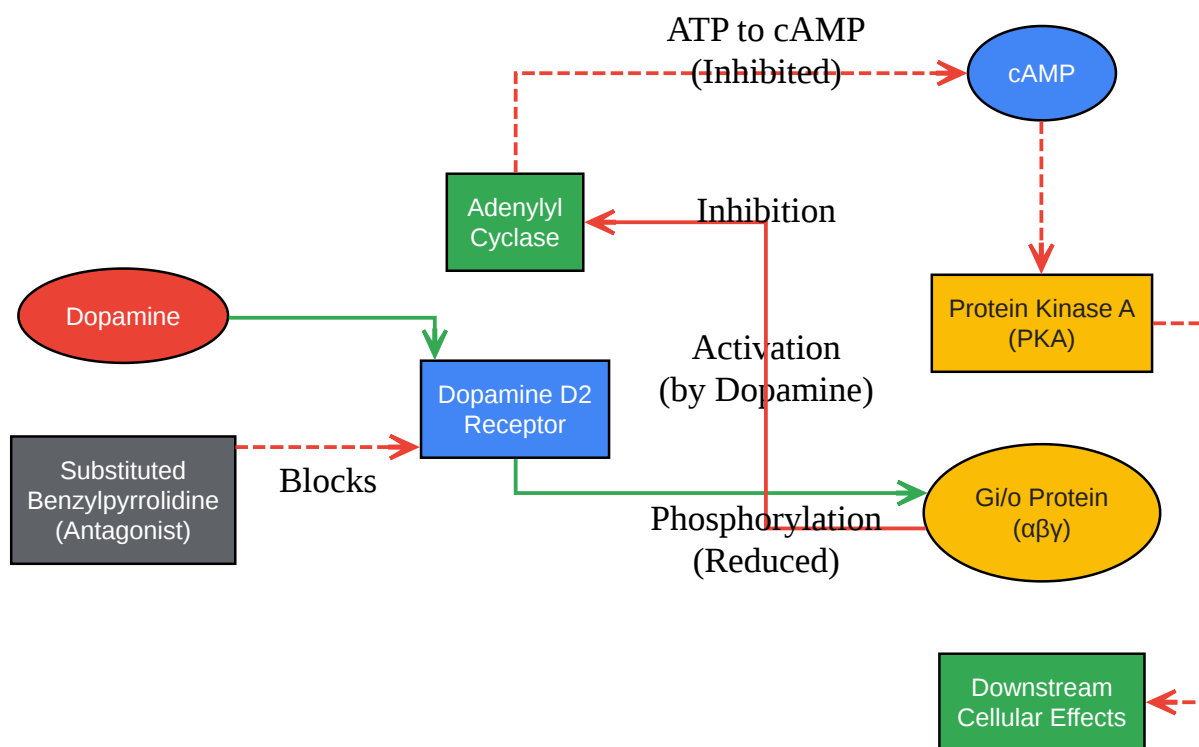 ATP to cAMP
(Inhibited)
cAMP
Adenylyl
Cyclase
Inhibition
Dopamine
Protein Kinase A
(PKA)
Activation
(by Dopamine)
Dopamine D2
Receptor
Substituted
Benzylpyrrolidine
(Antagonist)
Blocks
Phosphorylation
(Reduced)
Gi/o Protein
(αβγ)
Downstream
Cellular Effects